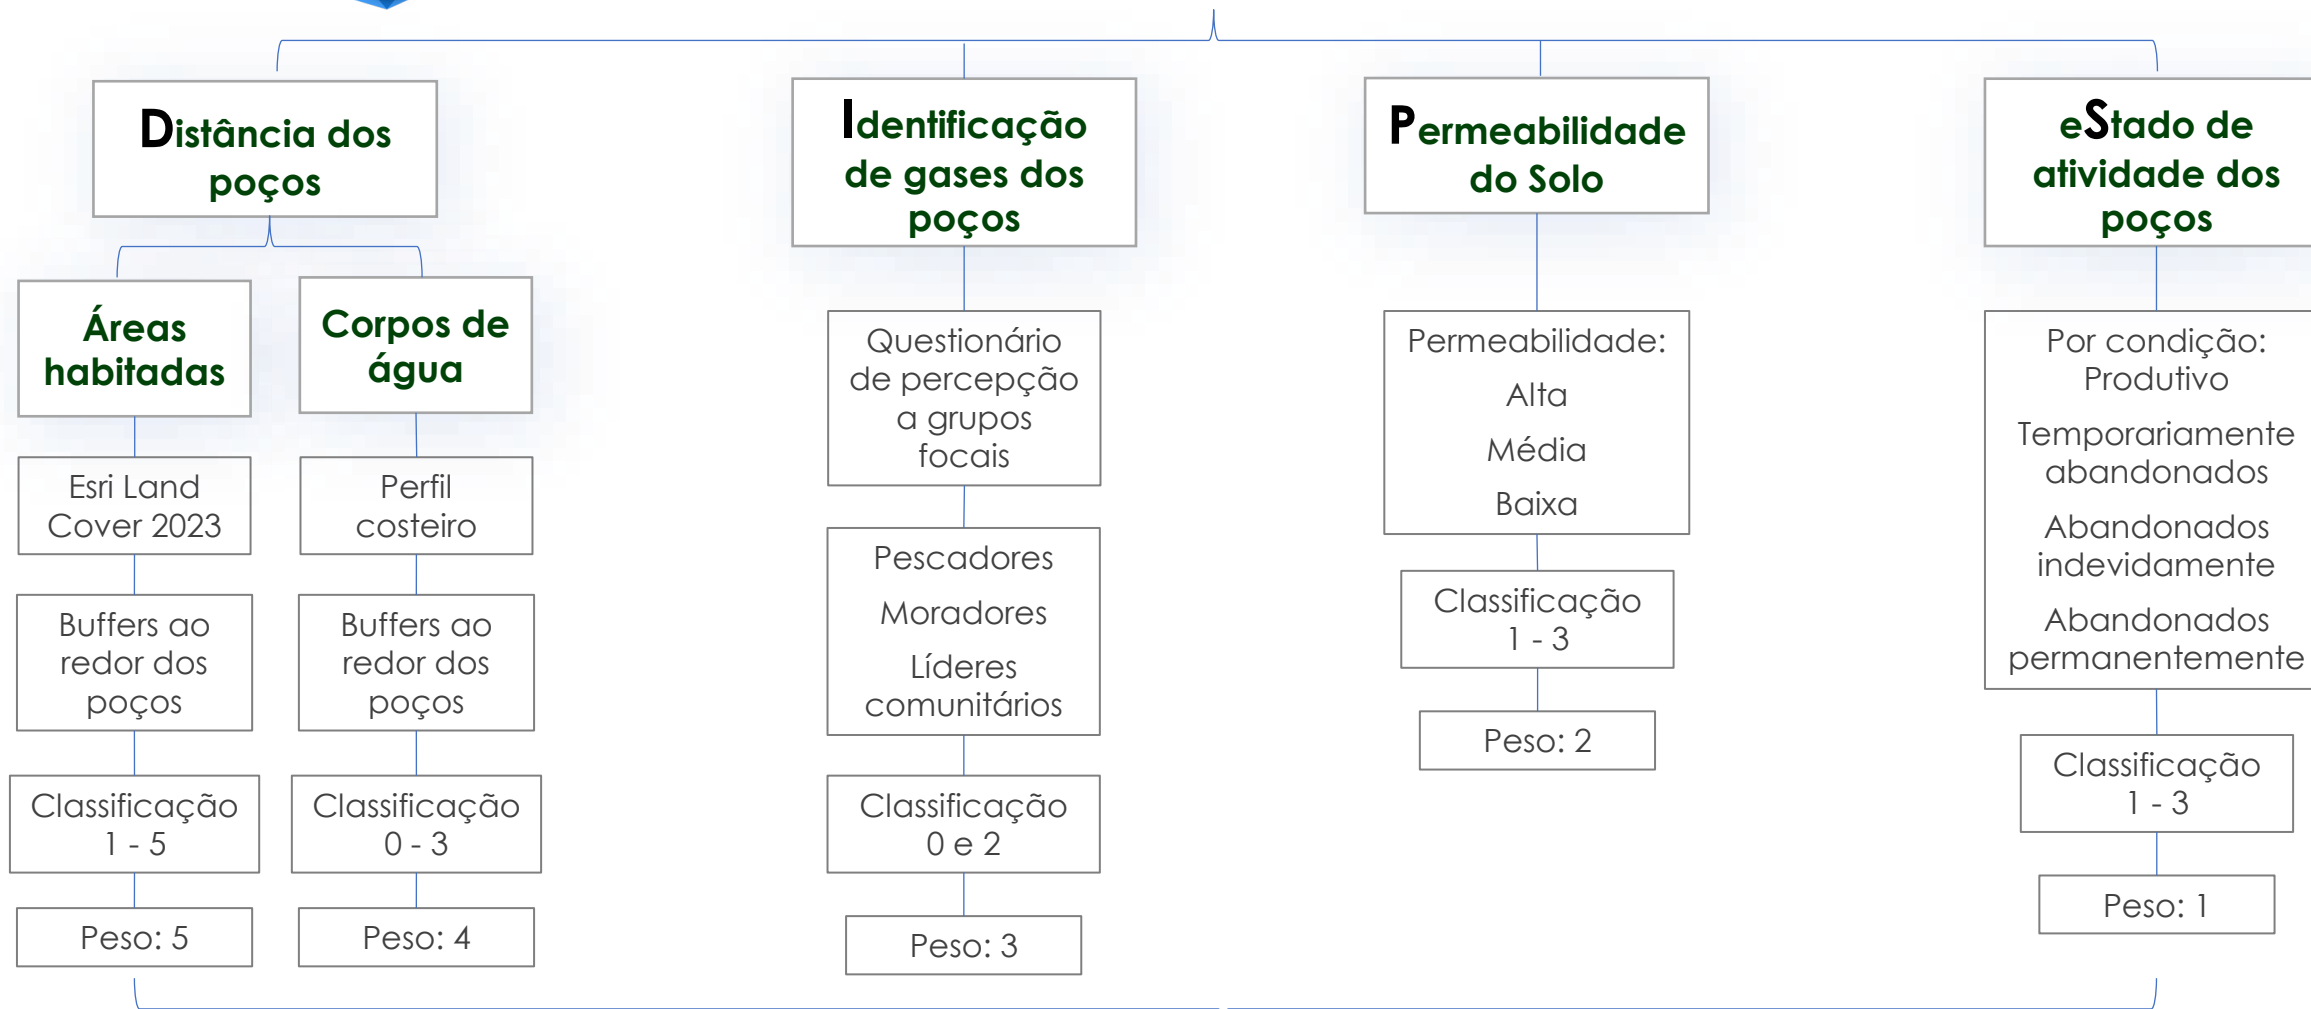 Distância dos
poços
Áreas
habitadas
Esri Land
Cover 2023
Buffers ao
redor dos
poços
Classificação
1 - 5
Peso: 5
Corpos de
água
Perfil
costeiro
Buffers ao
redor dos
poços
Classificação
0 - 3
Peso: 4
Identificação
de gases dos
poços
Questionário
de percepção
a grupos
focais
Pescadores
Moradores
Líderes
comunitários
Classificação
0 e 2
Peso: 3
Permeabilidade
do Solo
Permeabilidade:
Alta
Média
Baixa
Classificação
1 - 3
Peso: 2
eStado de
atividade dos
poços
Por condição:
Produtivo
Temporariamente
abandonados
Abandonados
indevidamente
Abandonados
permanentemente
Classificação
1 - 3
Peso: 1